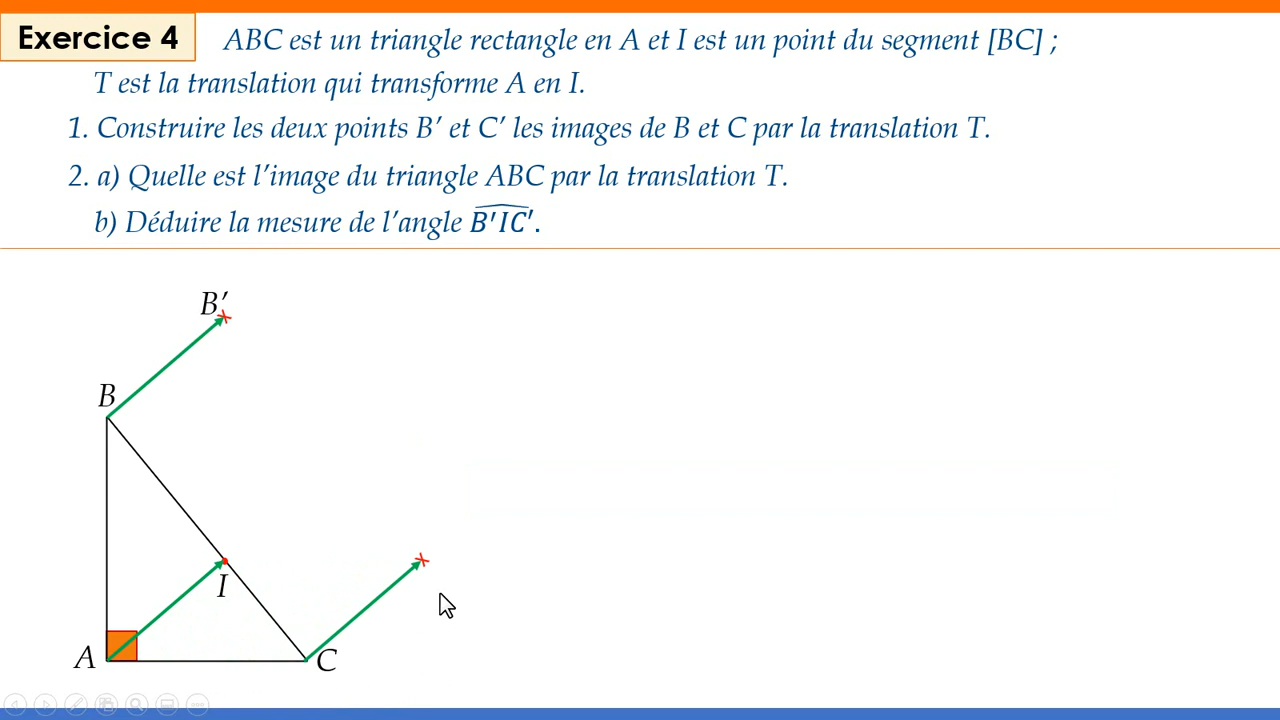 Exercice 4
ABC est un triangle rectangle en A et I est un point du segment [BC] ;
T est la translation qui transforme A en I.
1. Construire les deux points B’ et C’ les images de B et C par la translation T.
2. a) Quelle est l’image du triangle ABC par la translation T.
b) Déduire la mesure de l’angle B′IC′.
B’
B
I
A
C